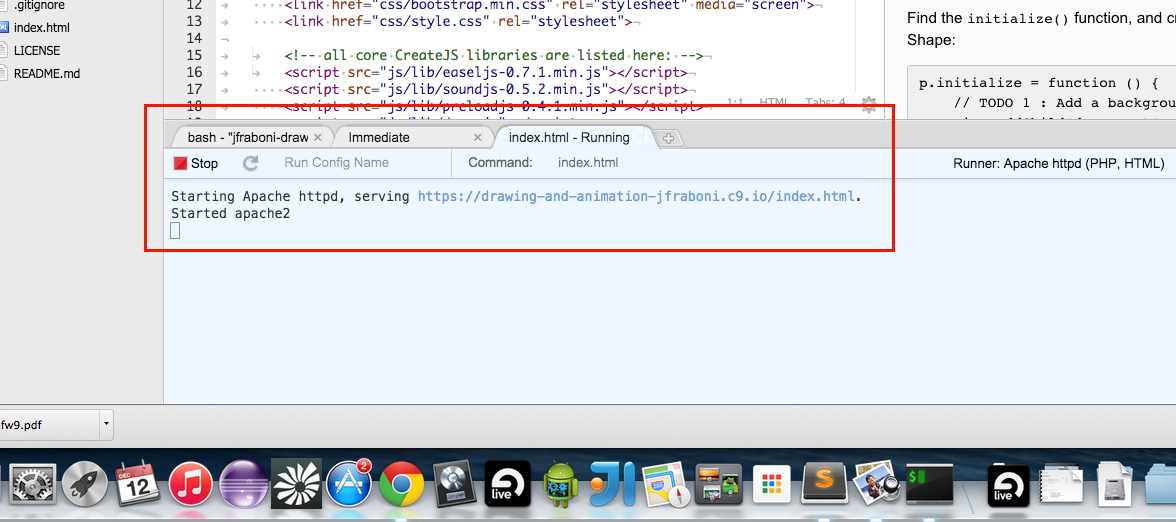 .gitignore
index.html
LICENSE
README.md
12 <link href="css/bootstrap.min.css" rel="stylesheet" media="screen">
13 <link href="css/style.css" rel="stylesheet">
14
15 <!-- all core CreateJS libraries are listed here: -->
16 <script src="js/lib/easeljs-0.7.1.min.js"></script>
17 <script src="js/lib/soundjs-0.5.2.min.js"></script>
18 <script src="js/lib/preloadjs-0.4.1.min.js"></script>
1:1 HTML Tabs: 4
Find the initialize() function, and
Shape:
p.initialize = function () {
// TODO 1 : Add a
bash - "jfraboni-draw
Immediate
index.html - Running
Stop
Run Config Name
Command:
index.html
Runner: Apache httpd (PHP, HTML)
Starting Apache httpd, serving https://drawing-and-animation-jfraboni.c9.io/index.html.
Started apache2
fw9.pdf
DEC
12
2
live
S
$
live